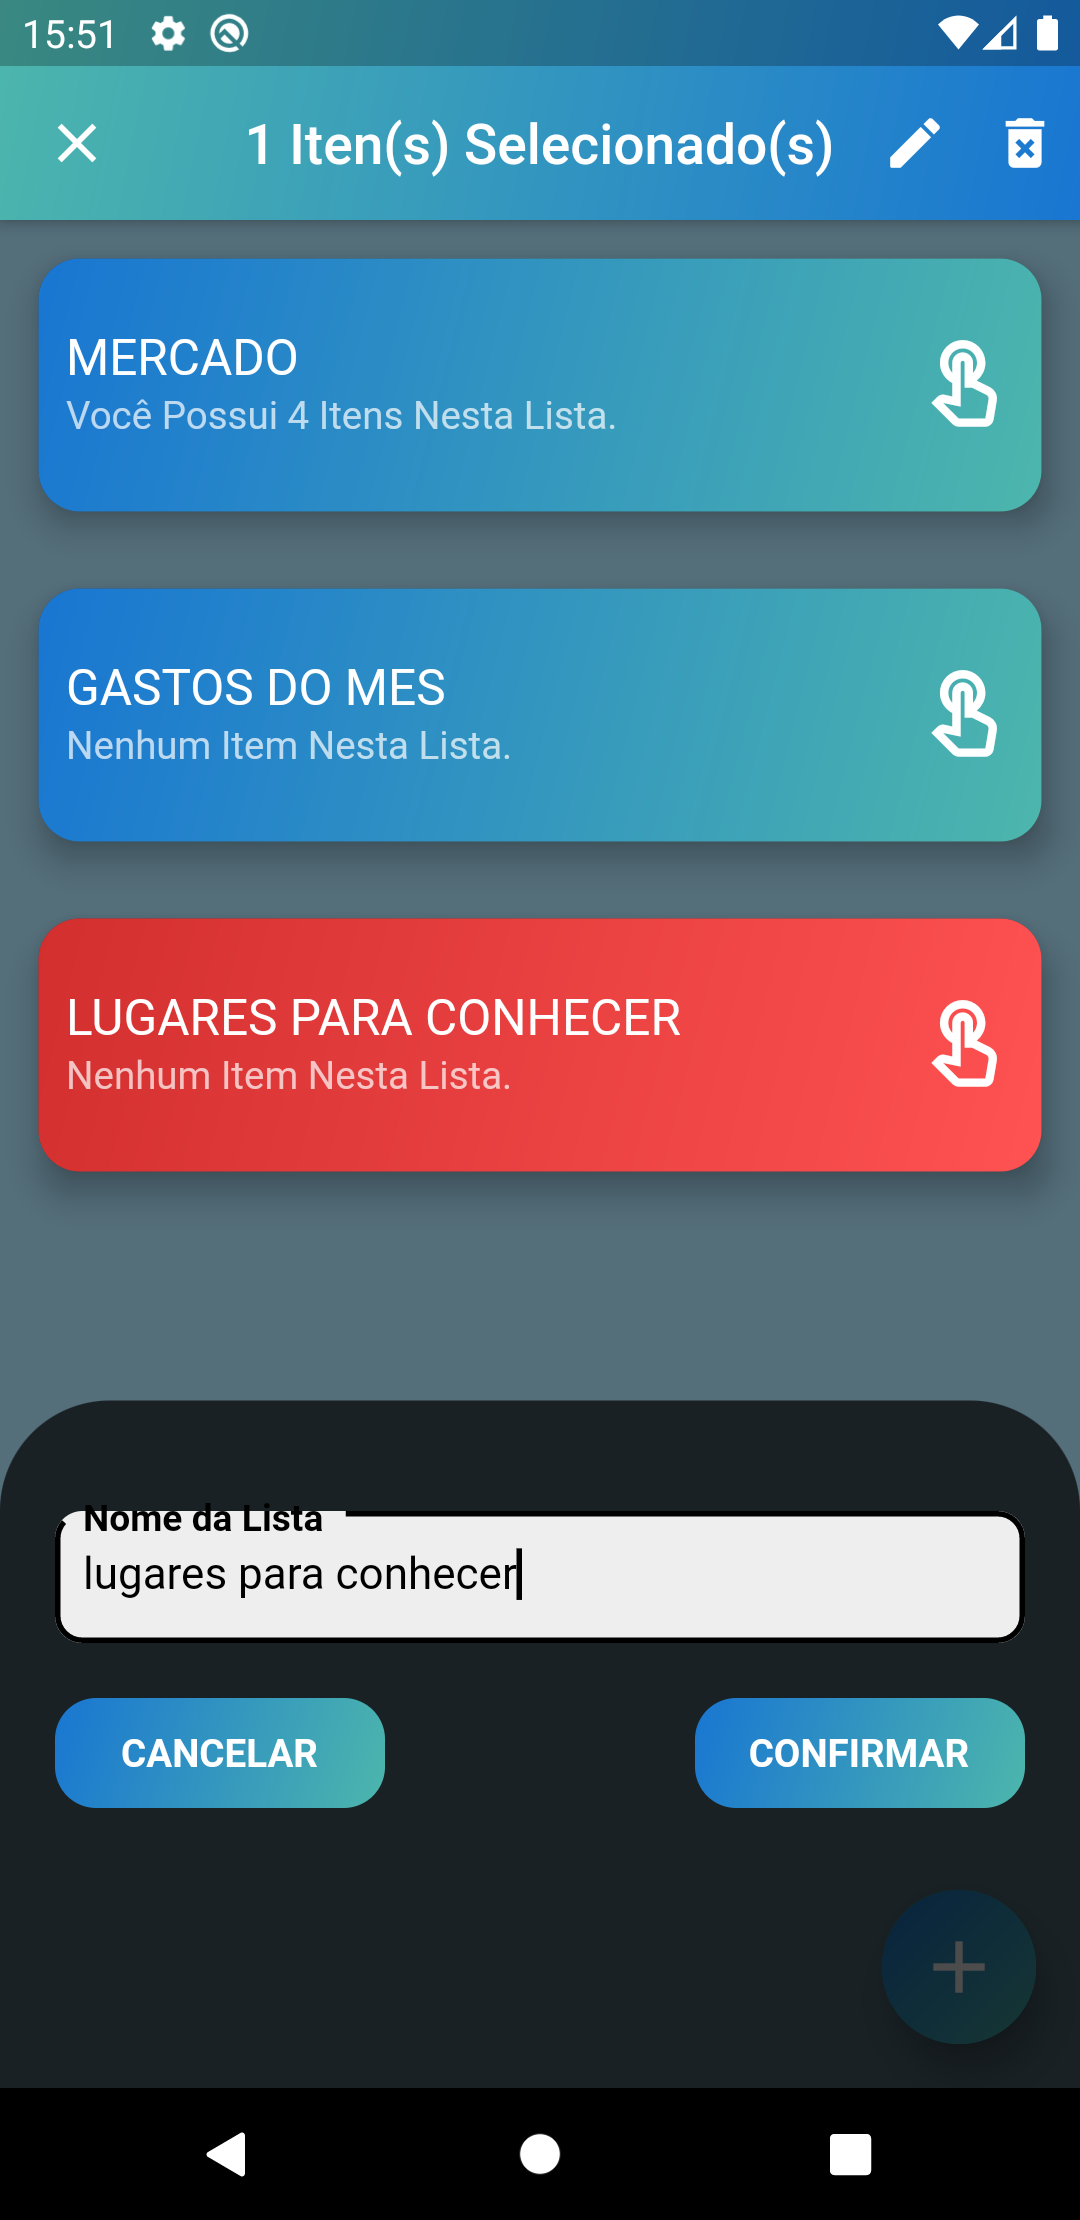 15:51
1 Iten(s) Selecionado(s)
MERCADO
Você Possui 4 Itens Nesta Lista.
GASTOS DO MES
Nenhum Item Nesta Lista.
LUGARES PARA CONHECER
Nenhum Item Nesta Lista.
Nome da Lista
lugares para conhecer
CANCELAR
CONFIRMAR